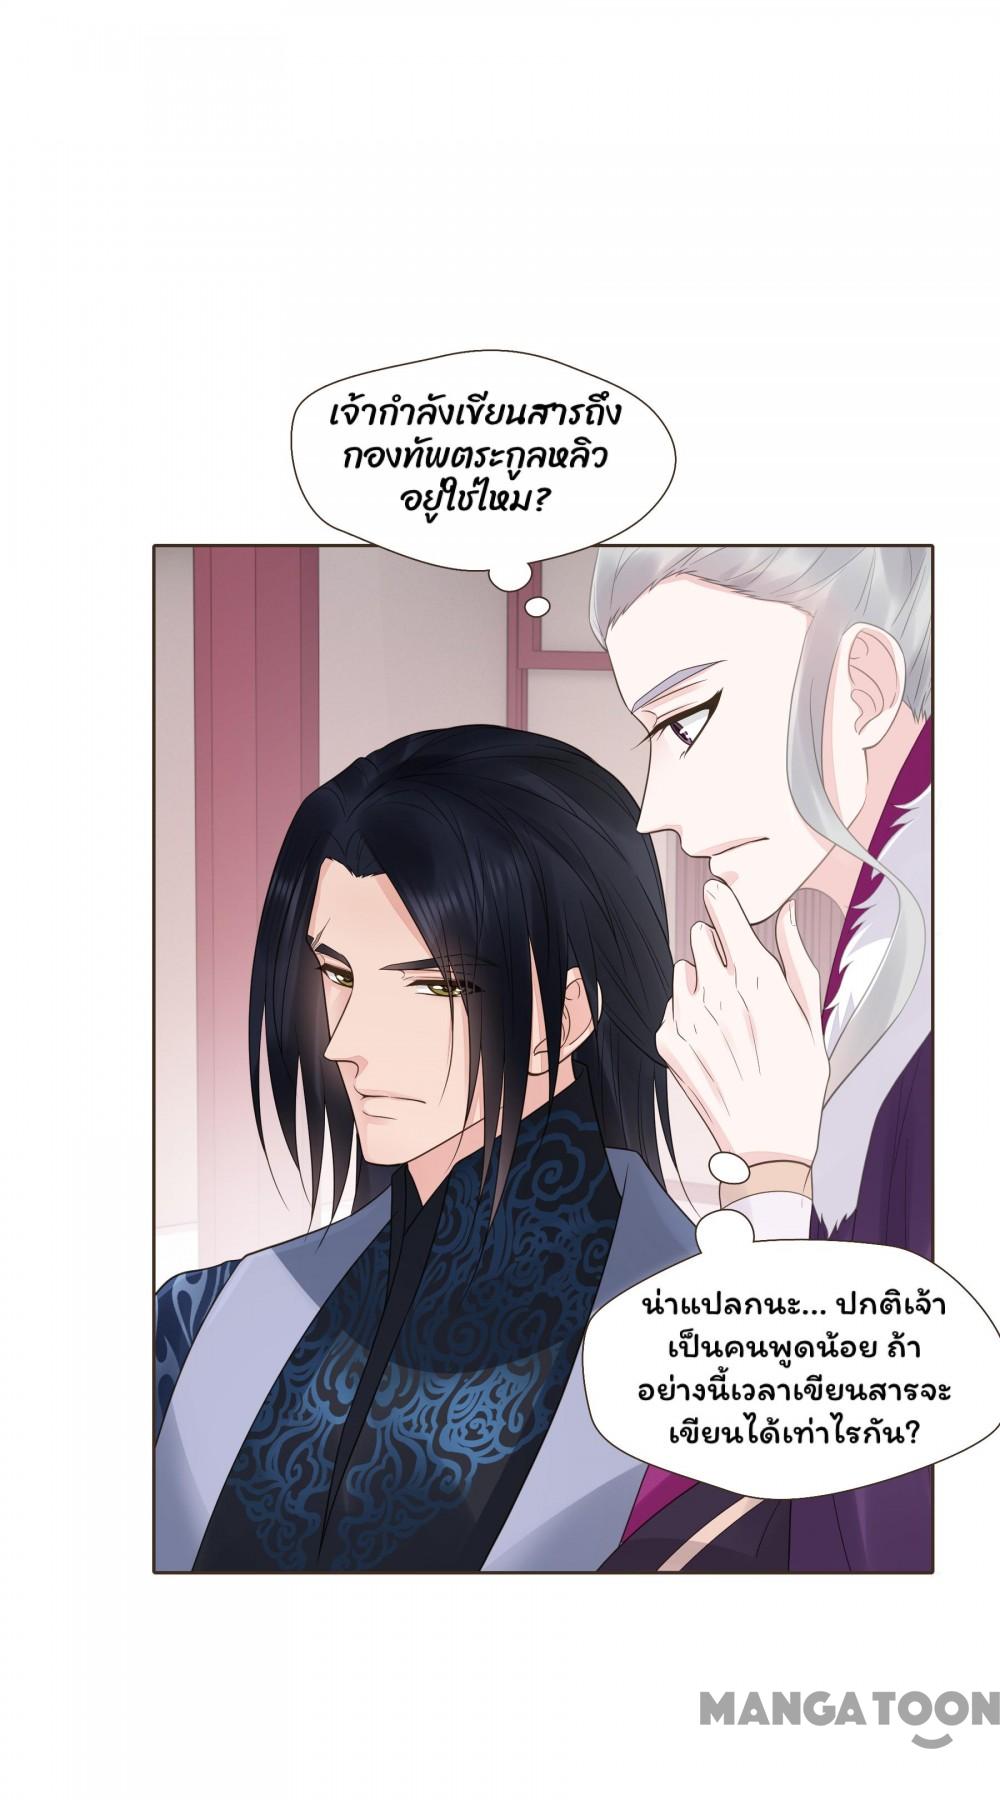 เจ้ากำลังเขียนสารถึง
กองทัพตระกูลหลิว
อยู่ใช่ไหม?
น่าแปลกนะ... ปกติเจ้า
เป็นคนพูดน้อย ถ้า
อย่างนี้เวลาเขียนสารจะ
เขียนได้เท่าไรกัน?
MANGATOON